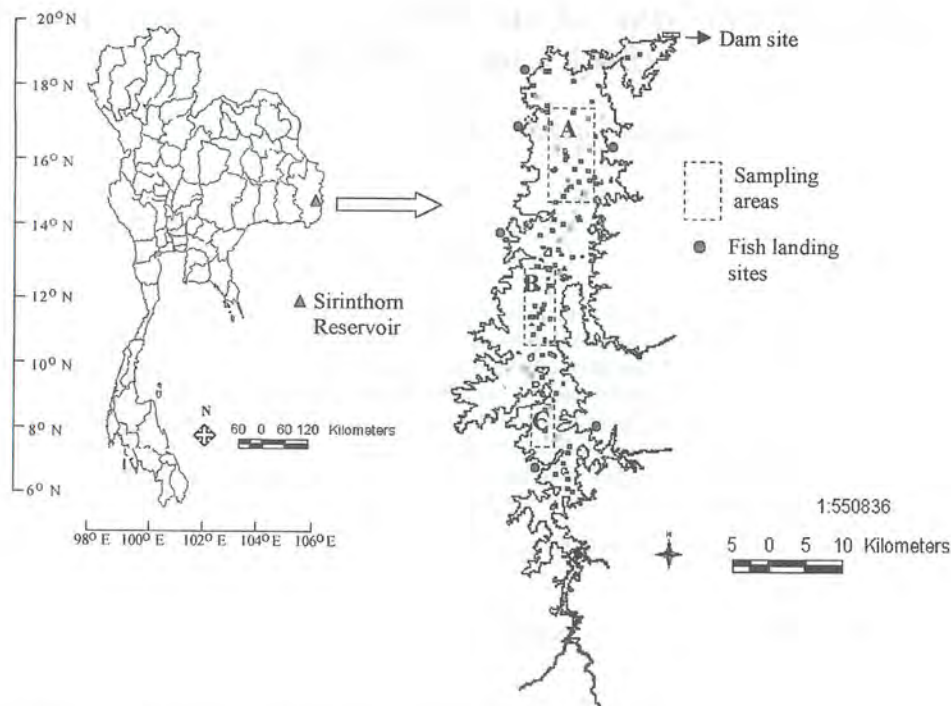 20° N
18° N
16° N
14° N
12° N
10° N
8° N
6° N
98° E 100° E 102° E 104° E 106° E
Sirinthorn
Reservoir
N
60 0 60 120 Kilometers
Dam site
A
B
C
Sampling
areas
Fish landing
sites
1:550836
N
5 0 5 10 Kilometers